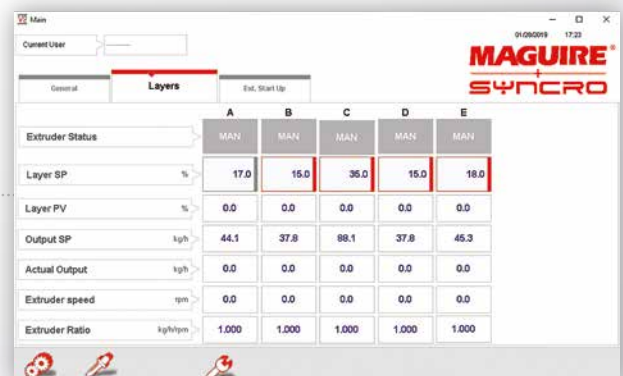 Main
01/29/2019 17:23
Current User
MAGUIRE
+
SYNCRO
General Layers Ext. Start Up
A B C D E
Extruder Status MAN MAN MAN MAN MAN
Layer SP % 17.0 15.0 35.0 15.0 18.0
Layer PV % 0.0 0.0 0.0 0.0 0.0
Output SP kg/h 44.1 37.8 88.1 37.8 45.3
Actual Output kg/h 0.0 0.0 0.0 0.0 0.0
Extruder speed rpm 0.0 0.0 0.0 0.0 0.0
Extruder Ratio kg/h/rpm 1.000 1.000 1.000 1.000 1.000